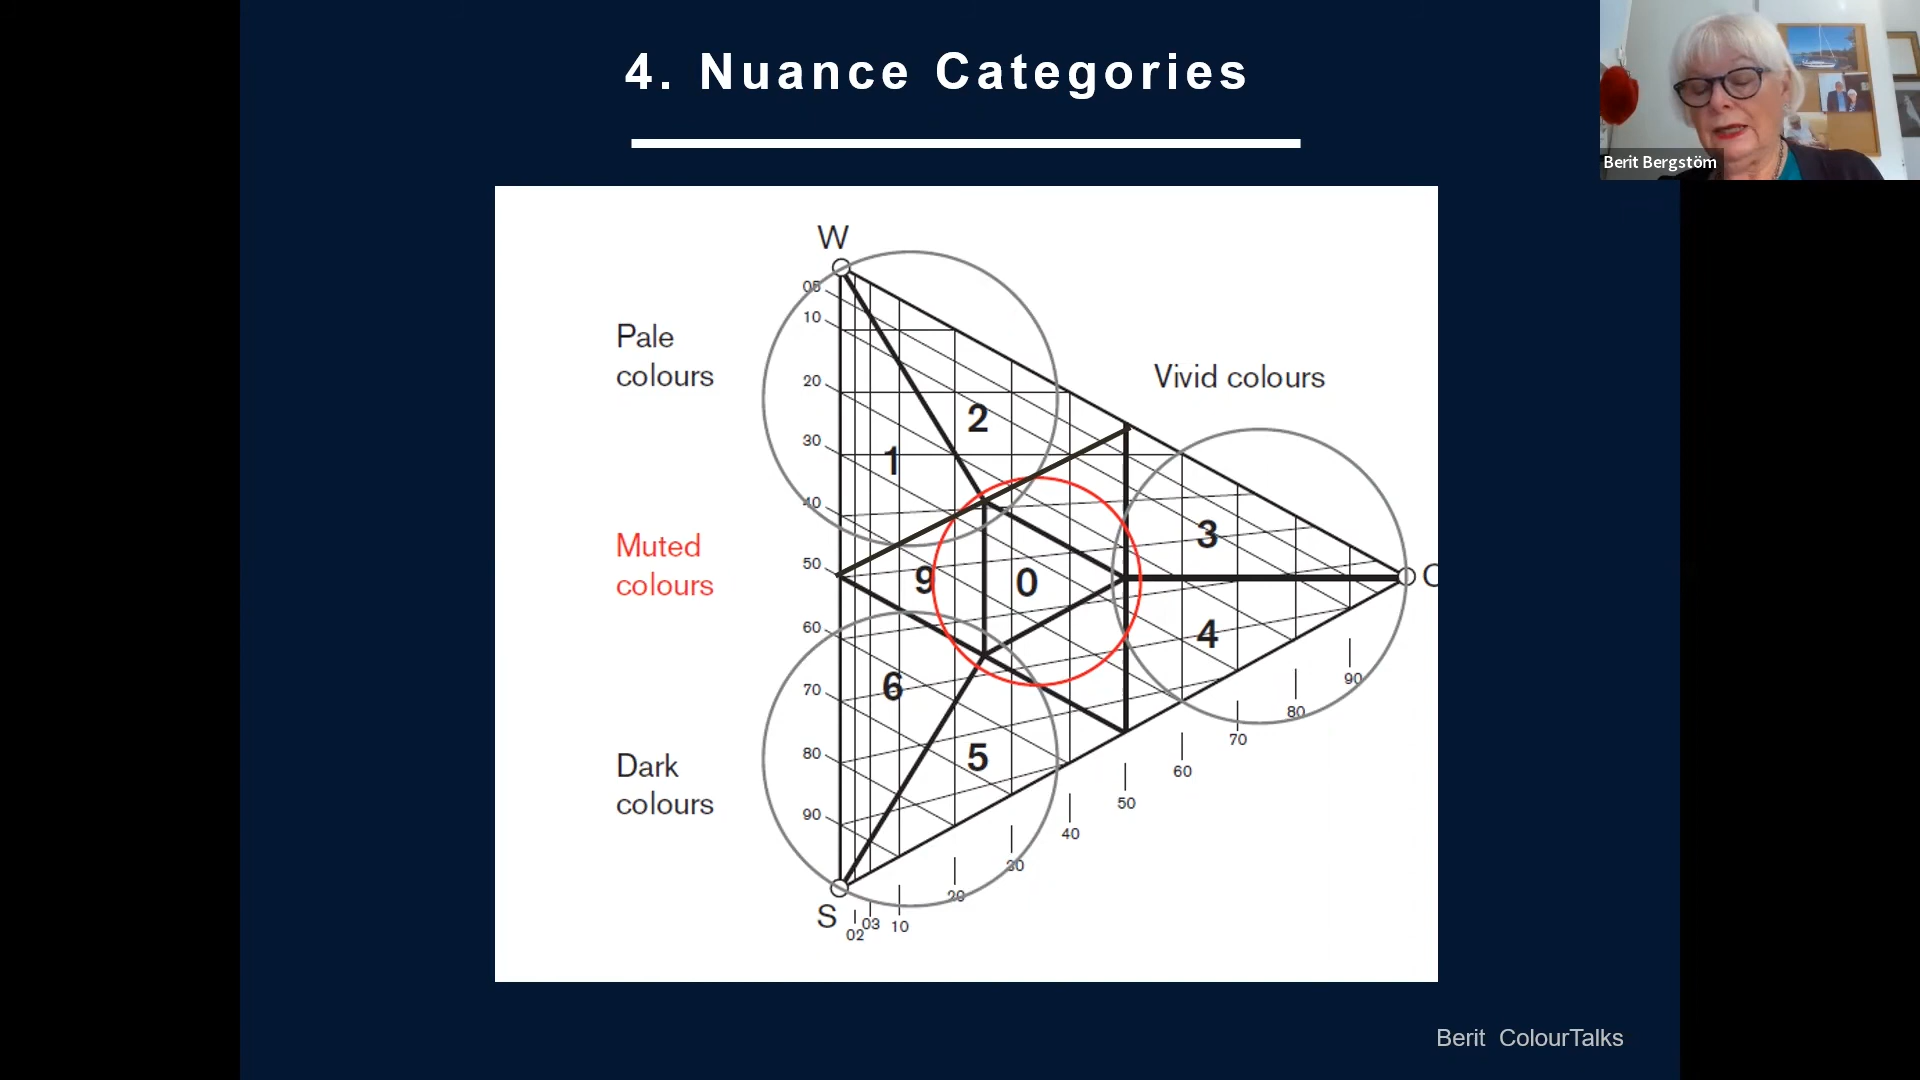 4. Nuance Categories
Berit Bergstöm
W
05
10
Pale
colours
20
Vivid colours
2
30
1
40
3
Muted
colours
50
9
0
C
60
4
6
70
90
80
70
5
80
Dark
colours
60
50
90
40
30
20
S
02
03
10
Berit ColourTalks